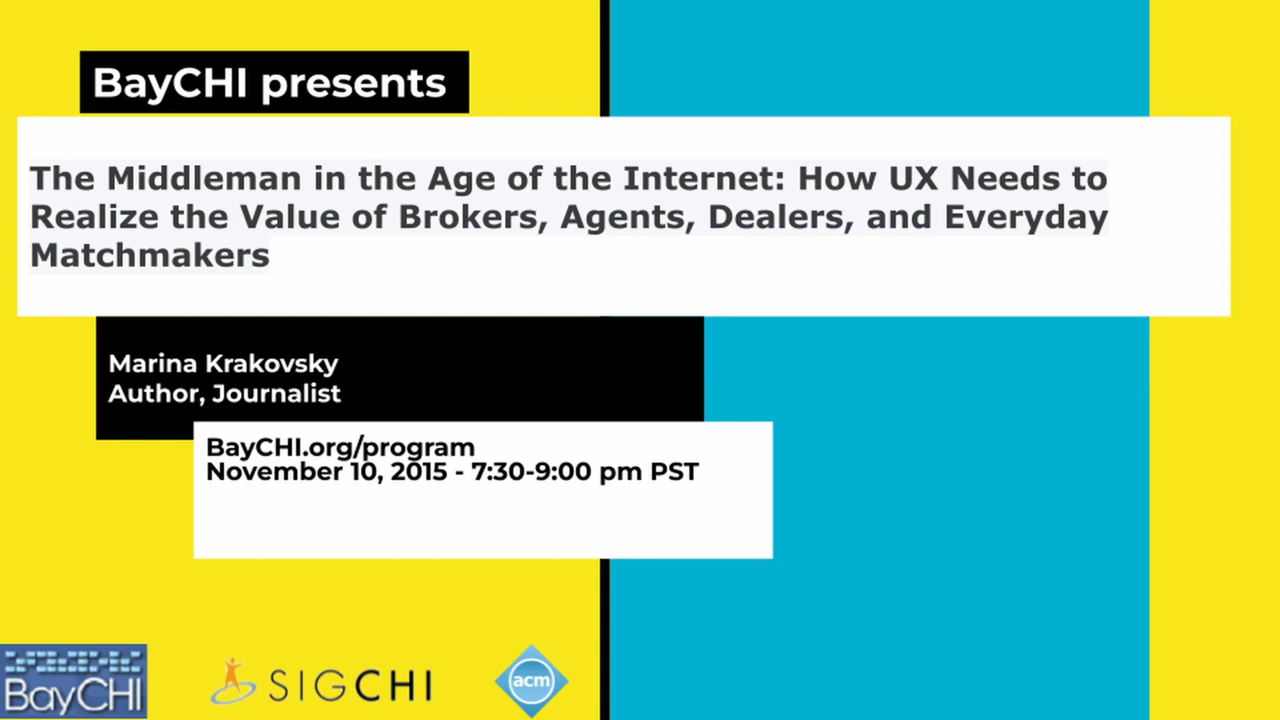 BayCHI presents
The Middleman in the Age of the Internet: How UX Needs to
Realize the Value of Brokers, Agents, Dealers, and Everyday
Matchmakers
Marina Krakovsky
Author, Journalist
BayCHI.org/program
November 10, 2015 - 7:30-9:00 pm PST
BayCHI
SIGCHI
acm